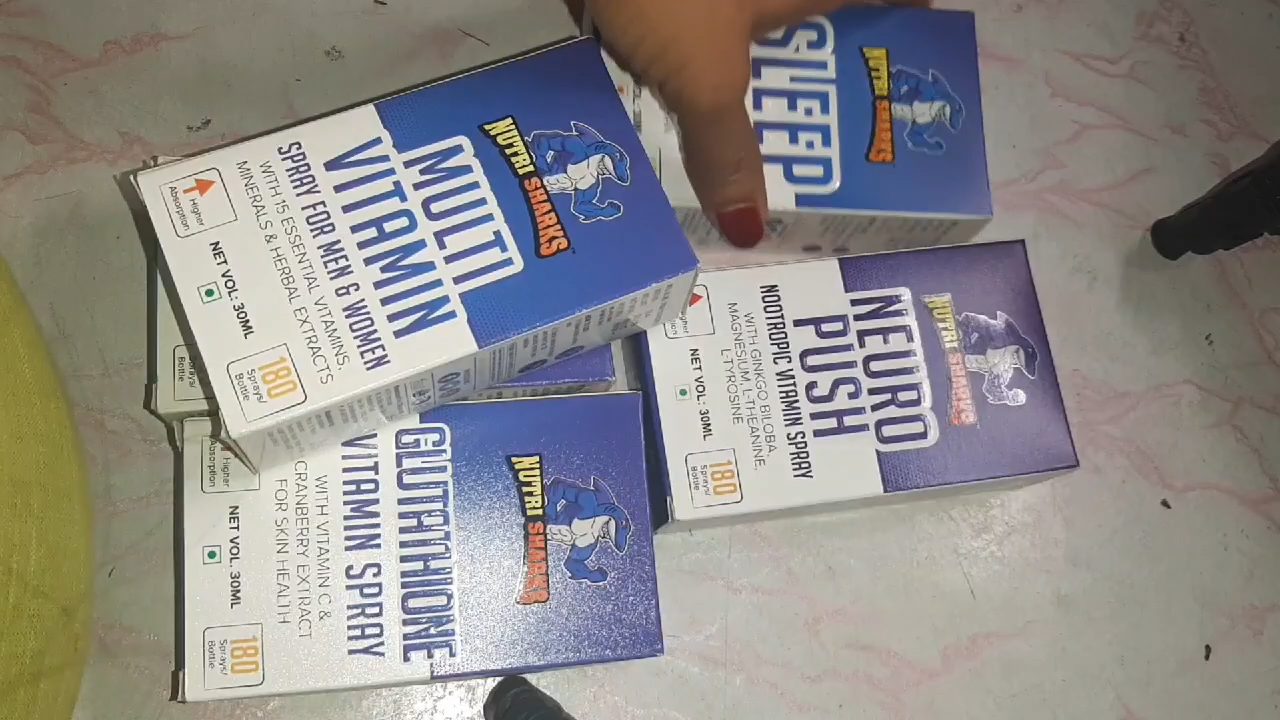 NUTRI SHARKS
MULTI
VITAMIN
SPRAY FOR MEN & WOMEN
WITH 15 ESSENTIAL VITAMINS,
MINERALS & HERBAL EXTRACTS
Higher
Absorption
NET VOL: 30ML
180
Sprays/
Bottle
NUTRI SHARKS
SLEEP
NUTRI SHARKS
NEURO
PUSH
NOOTROPIC VITAMIN SPRAY
WITH GINKGO BILOBA,
MAGNESIUM, L-THEANINE,
L-TYROSINE
NET VOL: 30ML
180
Sprays/
Bottle
NUTRI SHARKS
GLUTATHIONE
VITAMIN SPRAY
WITH VITAMIN C &
CRANBERRY EXTRACT
FOR SKIN HEALTH
Higher
Absorption
NET VOL: 30ML
180
Sprays/
Bottle
Sprays/
Bottle